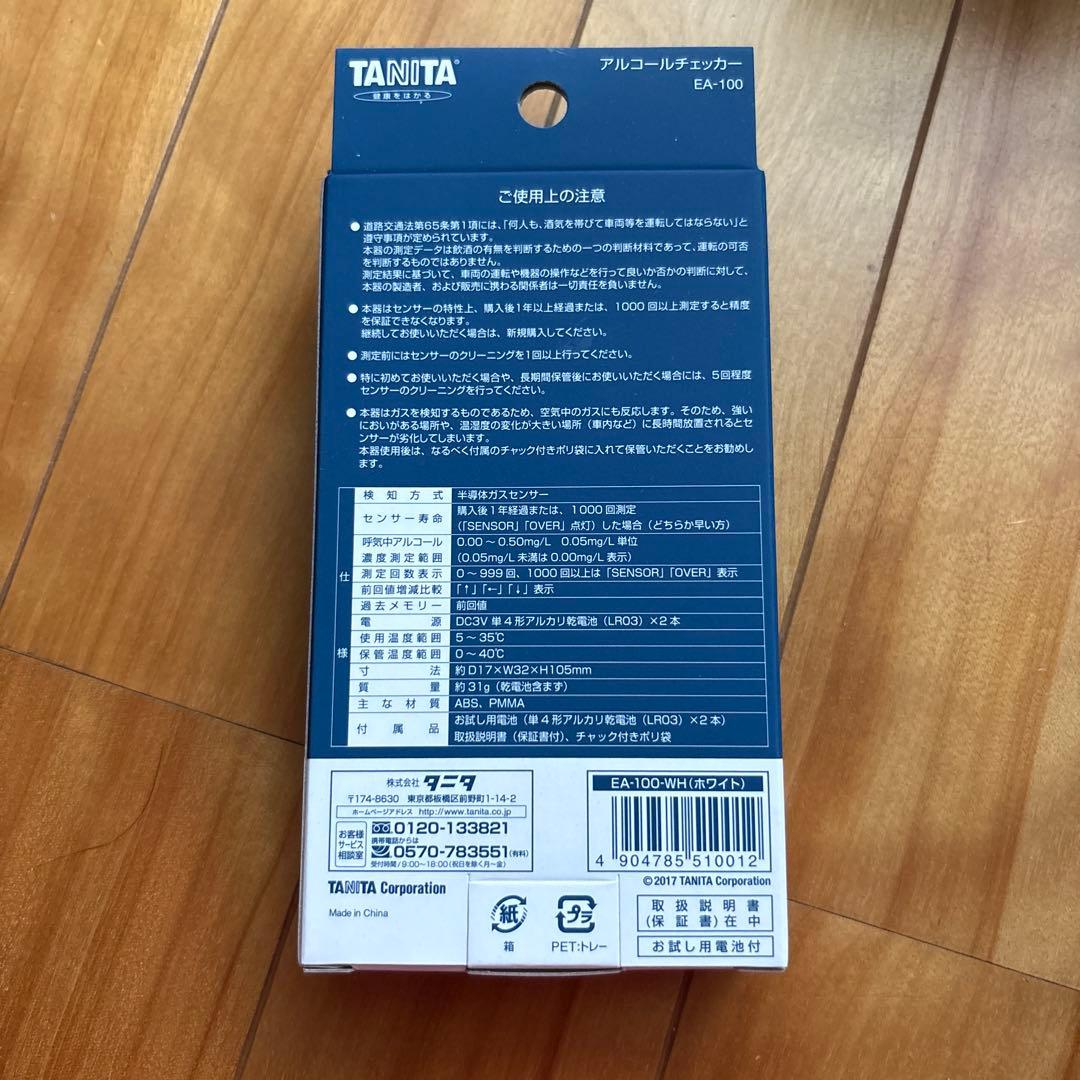 TANITA®
健康をはかる
アルコールチェッカー
EA-100
ご使用上の注意
● 道路交通法第65条第1項には、「何人も、酒気を帯びて車両等を運転してはならない」と
遵守事項が定められています。
本器の測定データは飲酒の有無を判断するための一つの判断材料であって、運転の可否
を判断するものではありません。
測定結果に基づいて、車両の運転や機器の操作などを行って良いか否かの判断に対して、
本器の製造者、および販売に携わる関係者は一切責任を負いません。
● 本器はセンサーの特性上、購入後1年以上経過または、1000回以上測定すると精度
を保証できなくなります。
継続してお使いいただく場合は、新規購入してください。
● 測定前にはセンサーのクリーニングを1回以上行ってください。
● 特に初めてお使いいただく場合や、長期間保管後にお使いいただく場合には、5回程度
センサーのクリーニングを行ってください。
● 本器はガスを検知するものであるため、空気中のガスにも反応します。そのため、強い
においがある場所や、温湿度の変化が大きい場所（車内など）に長時間放置されるとセ
ンサーが劣化してしまいます。
本器使用後は、なるべく付属のチャック付きポリ袋に入れて保管いただくことをお勧めし
ます。
仕様
検知方式 半導体ガスセンサー
センサー寿命 購入後1年経過または、1000回測定
（「SENSOR」「OVER」点灯）した場合（どちらか早い方）
呼気中アルコール 0.00～0.50mg/L 0.05mg/L単位
濃度測定範囲 （0.05mg/L未満は0.00mg/L表示）
測定回数表示 0～999回、1000回以上は「SENSOR」「OVER」表示
前回値増減比較 「↑」「←」「↓」表示
過去メモリー 前回値
電源 DC3V 単4形アルカリ乾電池（LR03）×2本
使用温度範囲 5～35℃
保管温度範囲 0～40℃
寸法 約D17×W32×H105mm
質量 約31g（乾電池含まず）
主な材質 ABS、PMMA
付属品 お試し用電池（単4形アルカリ乾電池（LR03）×2本）
取扱説明書（保証書付）、チャック付きポリ袋
株式会社 タニタ
〒174-8630 東京都板橋区前野町1-14-2
ホームページアドレス http://www.tanita.co.jp
お客様
サービス
相談室
0120-133821
携帯電話からは
0570-783551(有料)
受付時間/9:00~18:00(祝日を除く月~金)
EA-100-WH(ホワイト)
4 904785 510012
TANITA Corporation
Made in China
©2017 TANITA Corporation
紙
箱
プラ
PET:トレー
取扱説明書
(保証書)在中
お試し用電池付